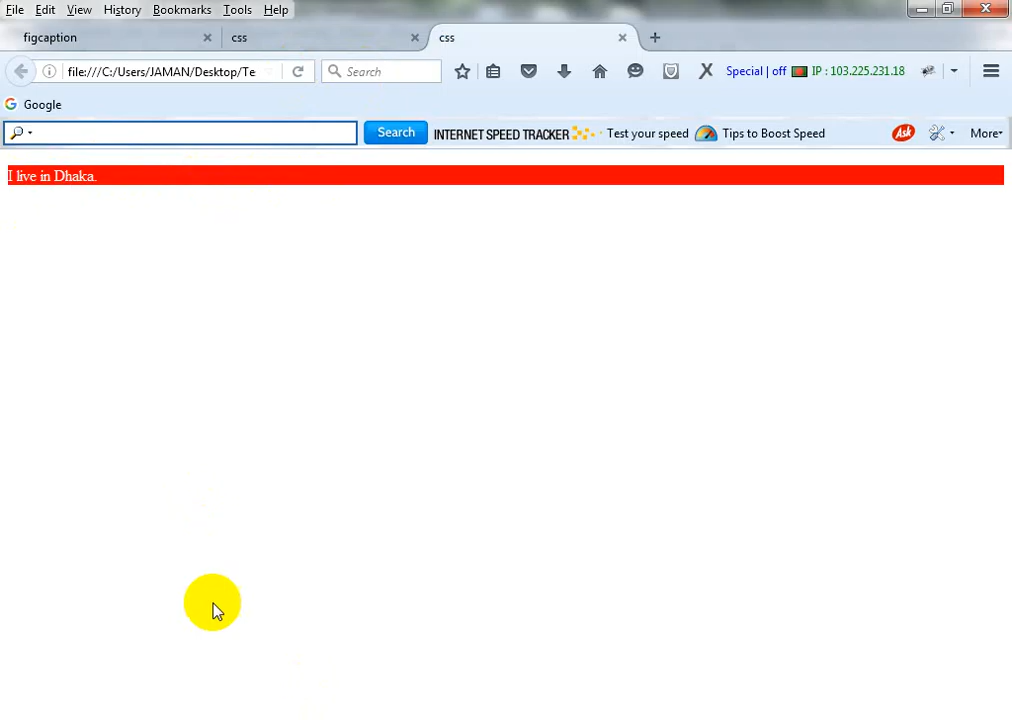 File Edit View History Bookmarks Tools Help
figcaption css css
file:///C:/Users/JAMAN/Desktop/Te Search Special | off IP : 103.225.231.18
Google
Search INTERNET SPEED TRACKER Test your speed Tips to Boost Speed Ask More
I live in Dhaka.